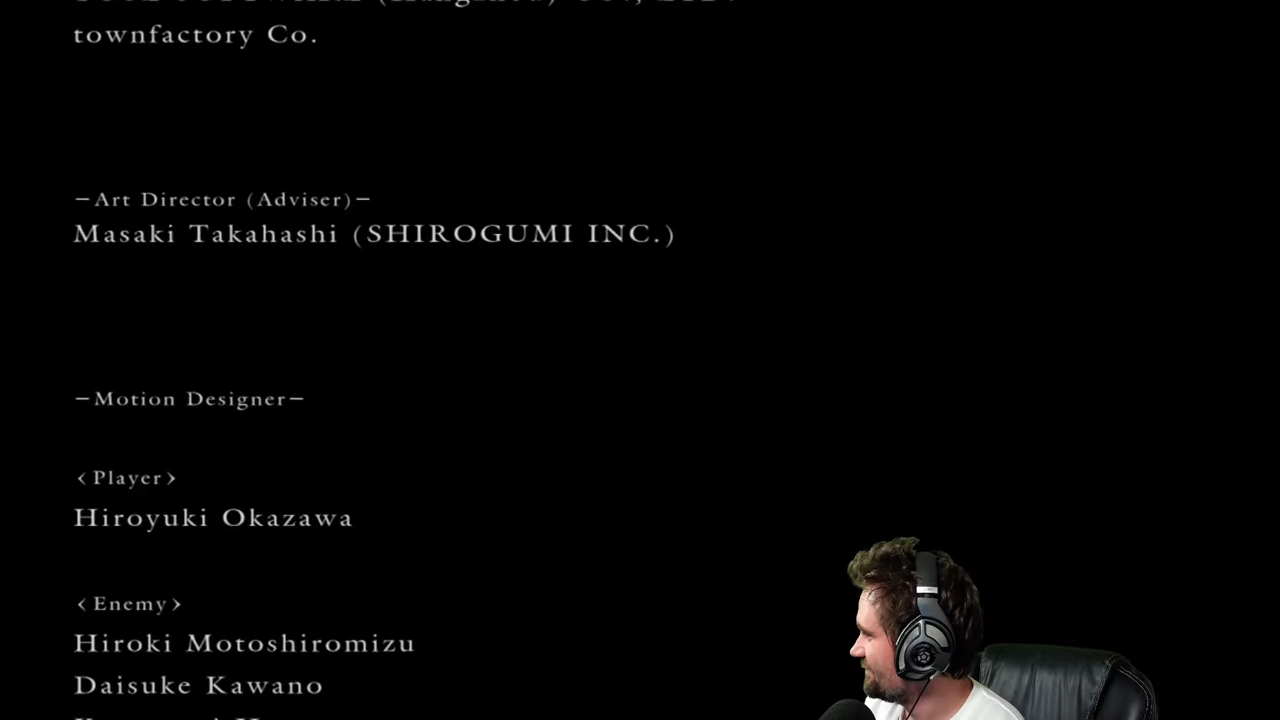 townfactory Co.
−Art Director (Adviser)−
Masaki Takahashi (SHIROGUMI INC.)
−Motion Designer−
<Player>
Hiroyuki Okazawa
<Enemy>
Hiroki Motoshiromizu
Daisuke Kawano